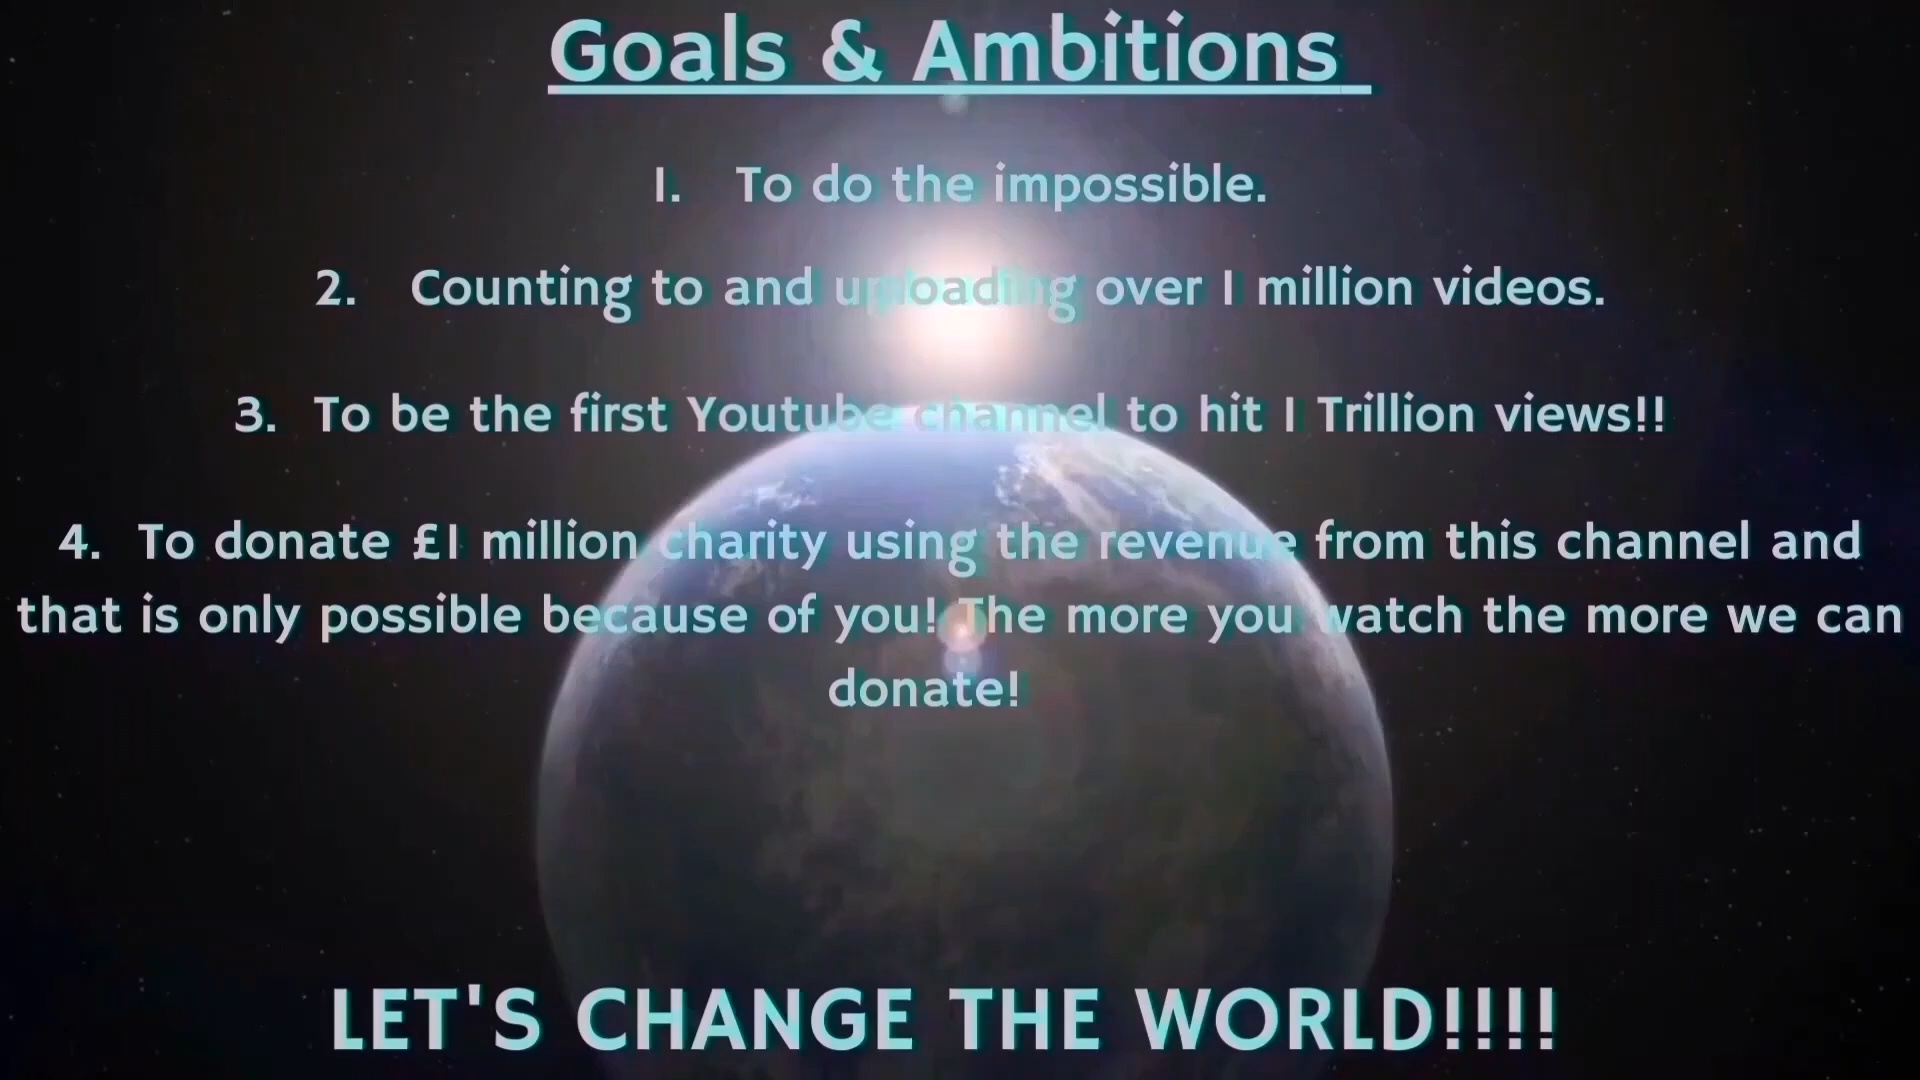 Goals & Ambitions
1. To do the impossible.
2. Counting to and uploading over 1 million videos.
3. To be the first Youtube channel to hit 1 Trillion views!!
4. To donate £1 million charity using the revenue from this channel and
that is only possible because of you! The more you watch the more we can
donate!
LET'S CHANGE THE WORLD!!!!